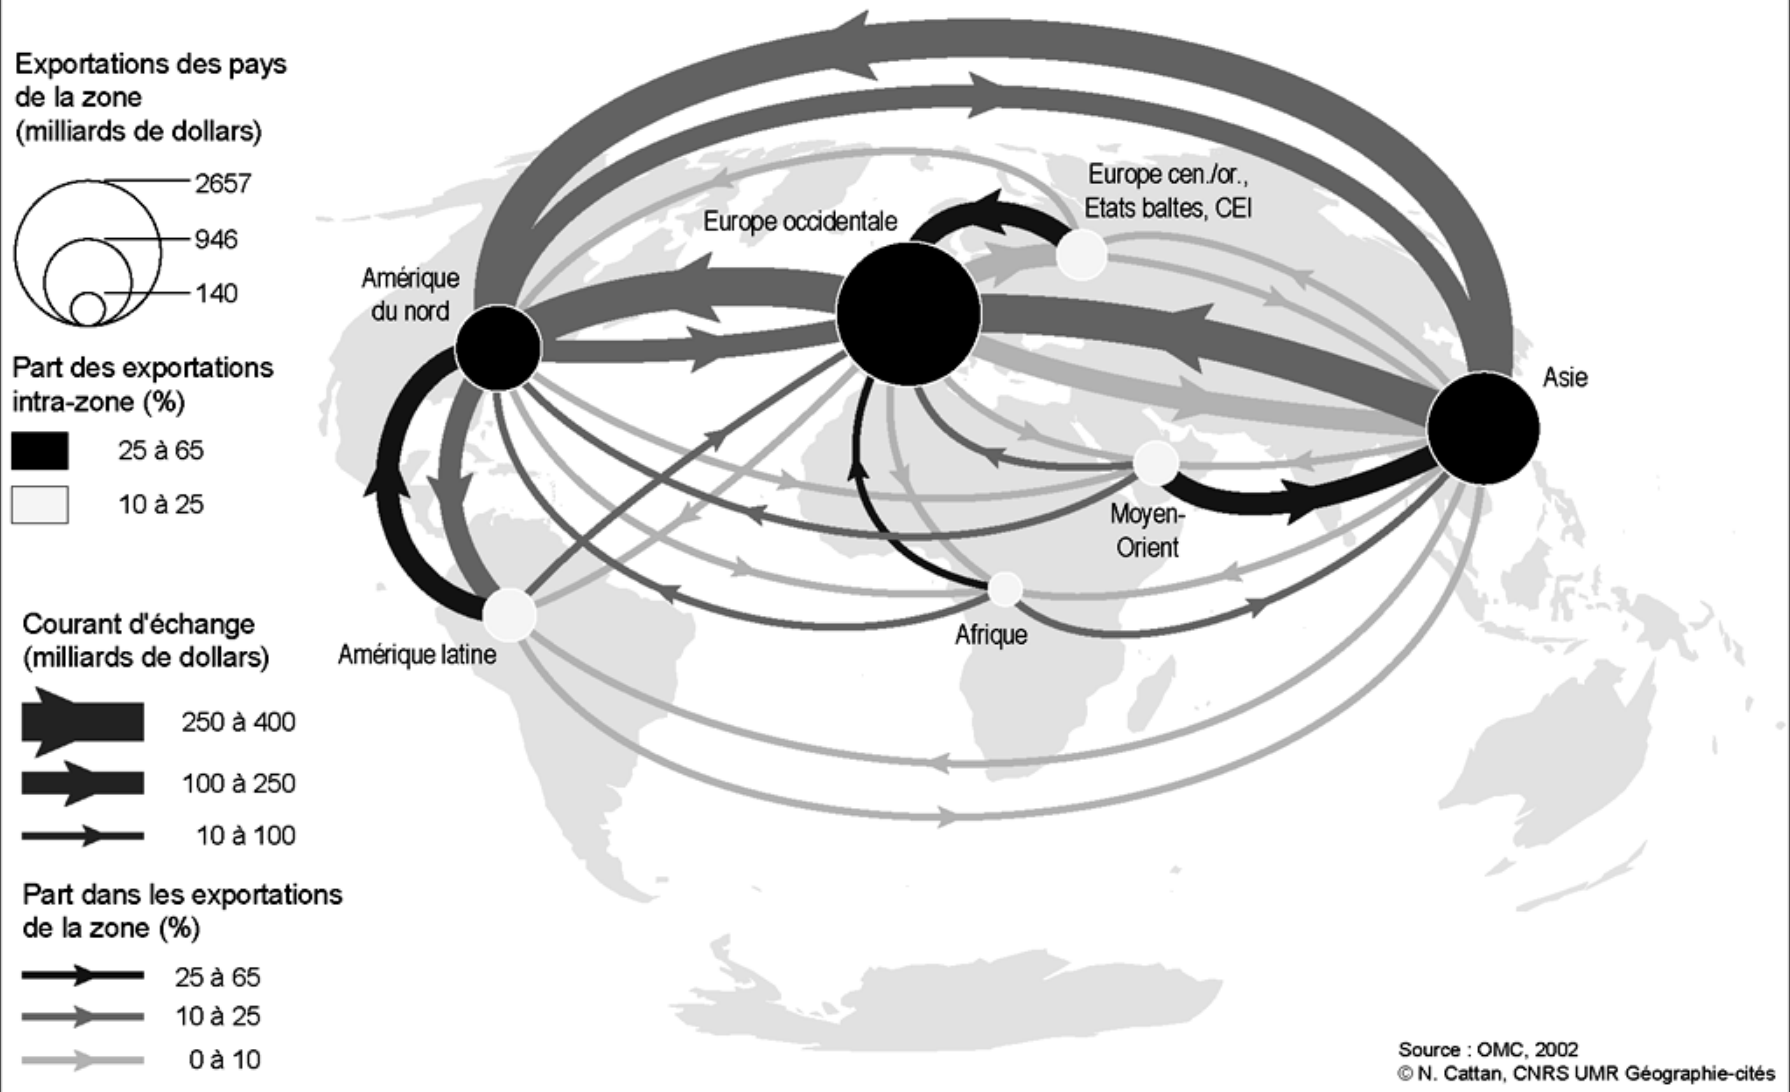 Exportations des pays
de la zone
(milliards de dollars)
2657
946
140
Part des exportations
intra-zone (%)
25 à 65
10 à 25
Courant d'échange
(milliards de dollars)
250 à 400
100 à 250
10 à 100
Part dans les exportations
de la zone (%)
25 à 65
10 à 25
0 à 10
Europe cen./or.,
Etats baltes, CEI
Europe occidentale
Amérique
du nord
Asie
Moyen-
Orient
Afrique
Amérique latine
Source : OMC, 2002
© N. Cattan, CNRS UMR Géographie-cités